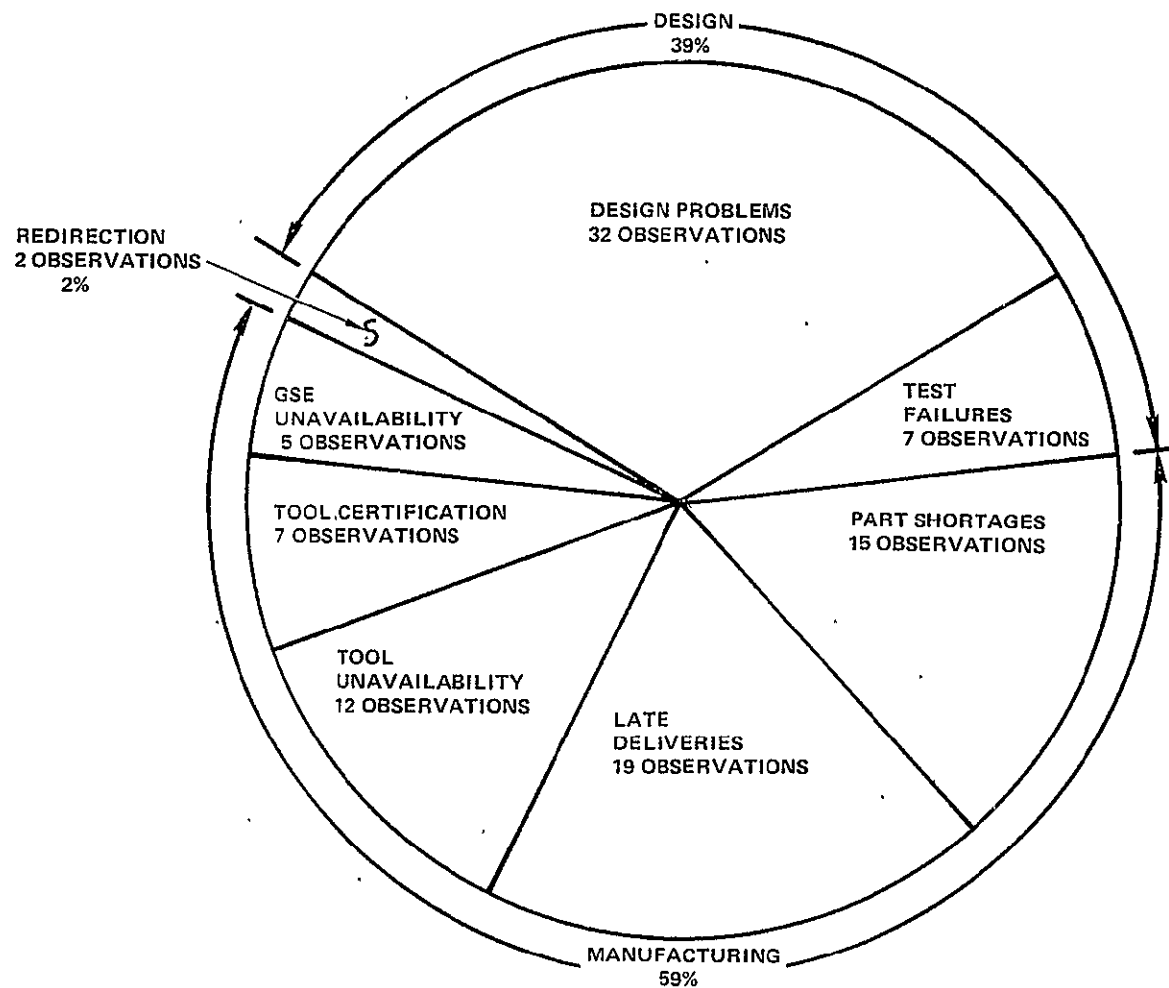 DESIGN
39%
DESIGN PROBLEMS
32 OBSERVATIONS
REDIRECTION
2 OBSERVATIONS
2%
TEST
FAILURES
7 OBSERVATIONS
GSE
UNAVAILABILITY
5 OBSERVATIONS
TOOL CERTIFICATION
7 OBSERVATIONS
PART SHORTAGES
15 OBSERVATIONS
TOOL
UNAVAILABILITY
12 OBSERVATIONS
LATE
DELIVERIES
19 OBSERVATIONS
MANUFACTURING
59%